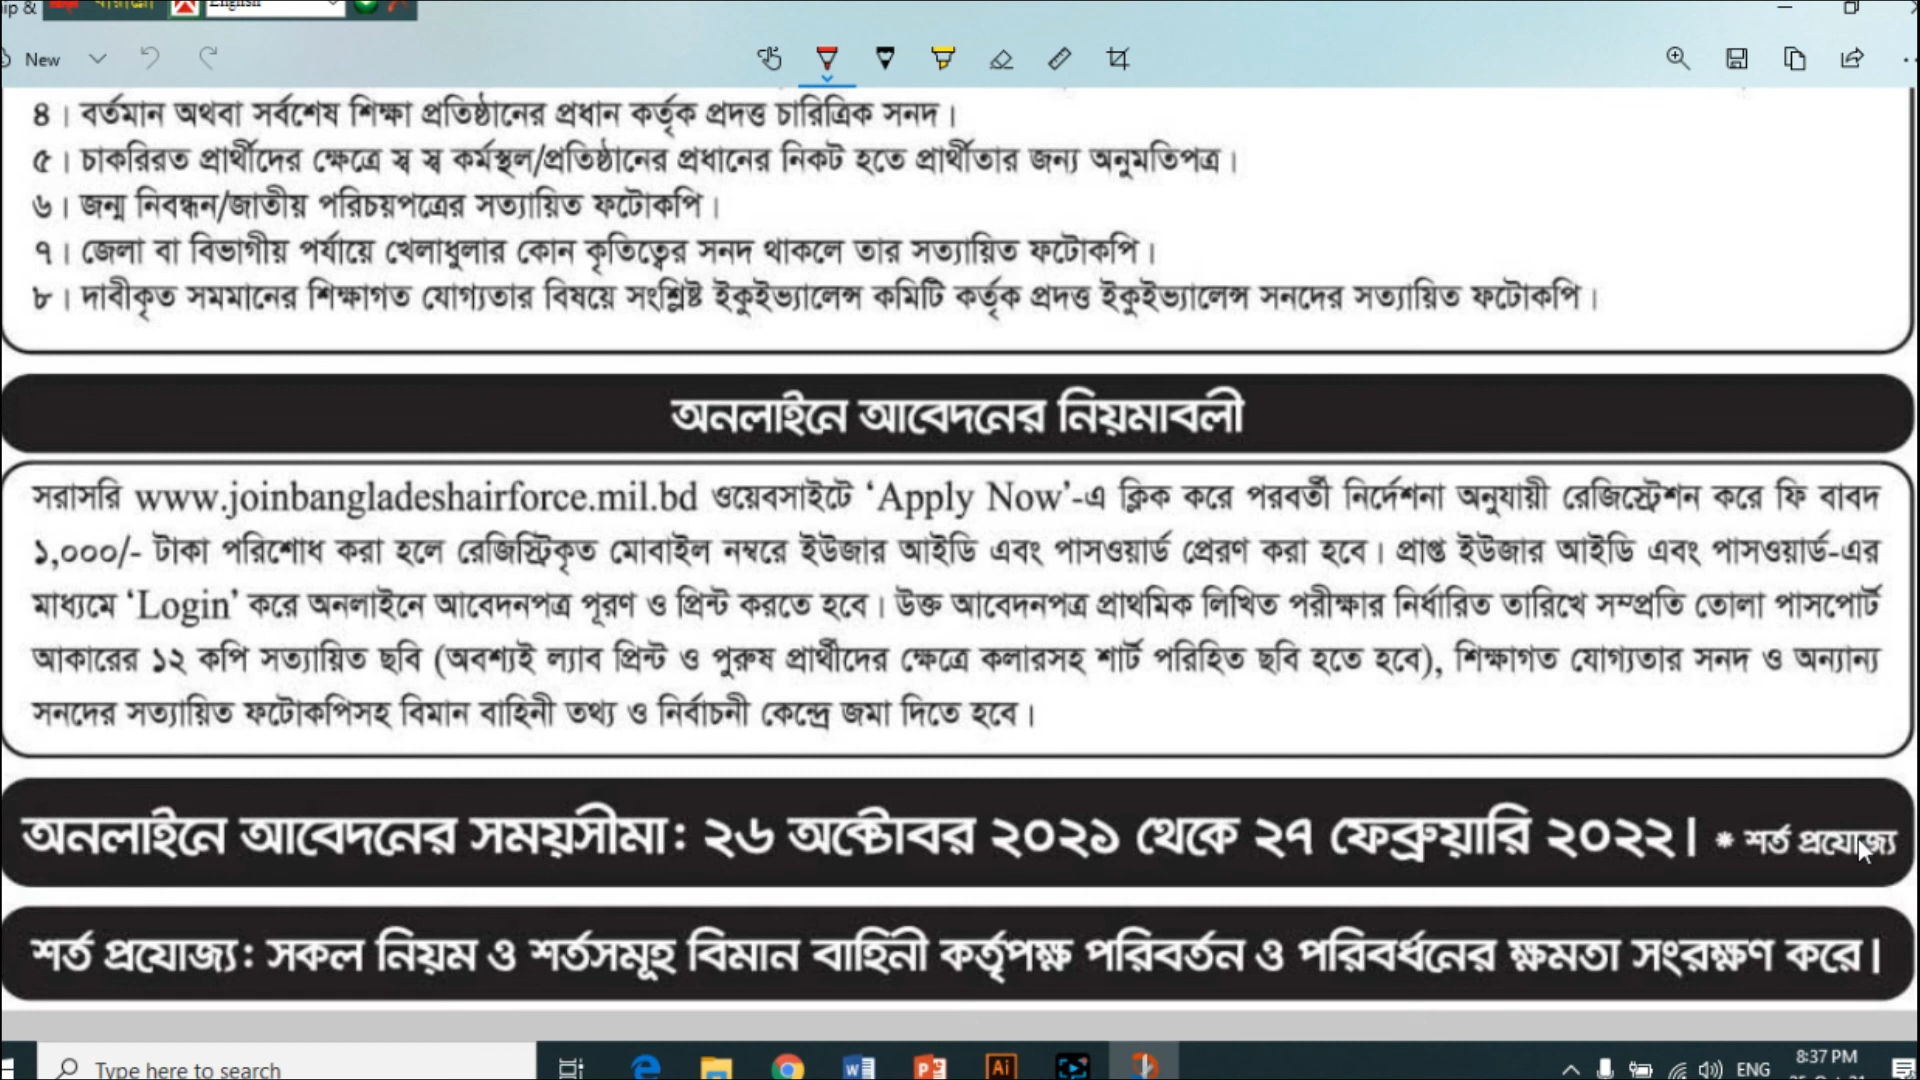 ip &
English
New
৪। বর্তমান অথবা সর্বশেষ শিক্ষা প্রতিষ্ঠানের প্রধান কর্তৃক প্রদত্ত চারিত্রিক সনদ।
৫। চাকরিরত প্রার্থীদের ক্ষেত্রে স্ব স্ব কর্মস্থল/প্রতিষ্ঠানের প্রধানের নিকট হতে প্রার্থীতার জন্য অনুমতিপত্র।
৬। জন্ম নিবন্ধন/জাতীয় পরিচয়পত্রের সত্যায়িত ফটোকপি।
৭। জেলা বা বিভাগীয় পর্যায়ে খেলাধুলার কোন কৃতিত্বের সনদ থাকলে তার সত্যায়িত ফটোকপি।
৮। দাবীকৃত সমমানের শিক্ষাগত যোগ্যতার বিষয়ে সংশ্লিষ্ট ইকুইভ্যালেন্স কমিটি কর্তৃক প্রদত্ত ইকুইভ্যালেন্স সনদের সত্যায়িত ফটোকপি।
অনলাইনে আবেদনের নিয়মাবলী
সরাসরি www.joinbangladeshairforce.mil.bd ওয়েবসাইটে ‘Apply Now’-এ ক্লিক করে পরবর্তী নির্দেশনা অনুযায়ী রেজিস্ট্রেশন করে ফি বাবদ
১,০০০/- টাকা পরিশোধ করা হলে রেজিস্ট্রিকৃত মোবাইল নম্বরে ইউজার আইডি এবং পাসওয়ার্ড প্রেরণ করা হবে। প্রাপ্ত ইউজার আইডি এবং পাসওয়ার্ড-এর
মাধ্যমে ‘Login’ করে অনলাইনে আবেদনপত্র পূরণ ও প্রিন্ট করতে হবে। উক্ত আবেদনপত্র প্রাথমিক লিখিত পরীক্ষার নির্ধারিত তারিখে সম্প্রতি তোলা পাসপোর্ট
আকারের ১২ কপি সত্যায়িত ছবি (অবশ্যই ল্যাব প্রিন্ট ও পুরুষ প্রার্থীদের ক্ষেত্রে কলারসহ শার্ট পরিহিত ছবি হতে হবে), শিক্ষাগত যোগ্যতার সনদ ও অন্যান্য
সনদের সত্যায়িত ফটোকপিসহ বিমান বাহিনী তথ্য ও নির্বাচনী কেন্দ্রে জমা দিতে হবে।
অনলাইনে আবেদনের সময়সীমা: ২৬ অক্টোবর ২০২১ থেকে ২৭ ফেব্রুয়ারি ২০২২। * শর্ত প্রযোজ্য
শর্ত প্রযোজ্য: সকল নিয়ম ও শর্তসমূহ বিমান বাহিনী কর্তৃপক্ষ পরিবর্তন ও পরিবর্ধনের ক্ষমতা সংরক্ষণ করে।
Type here to search
ENG
8:37 PM